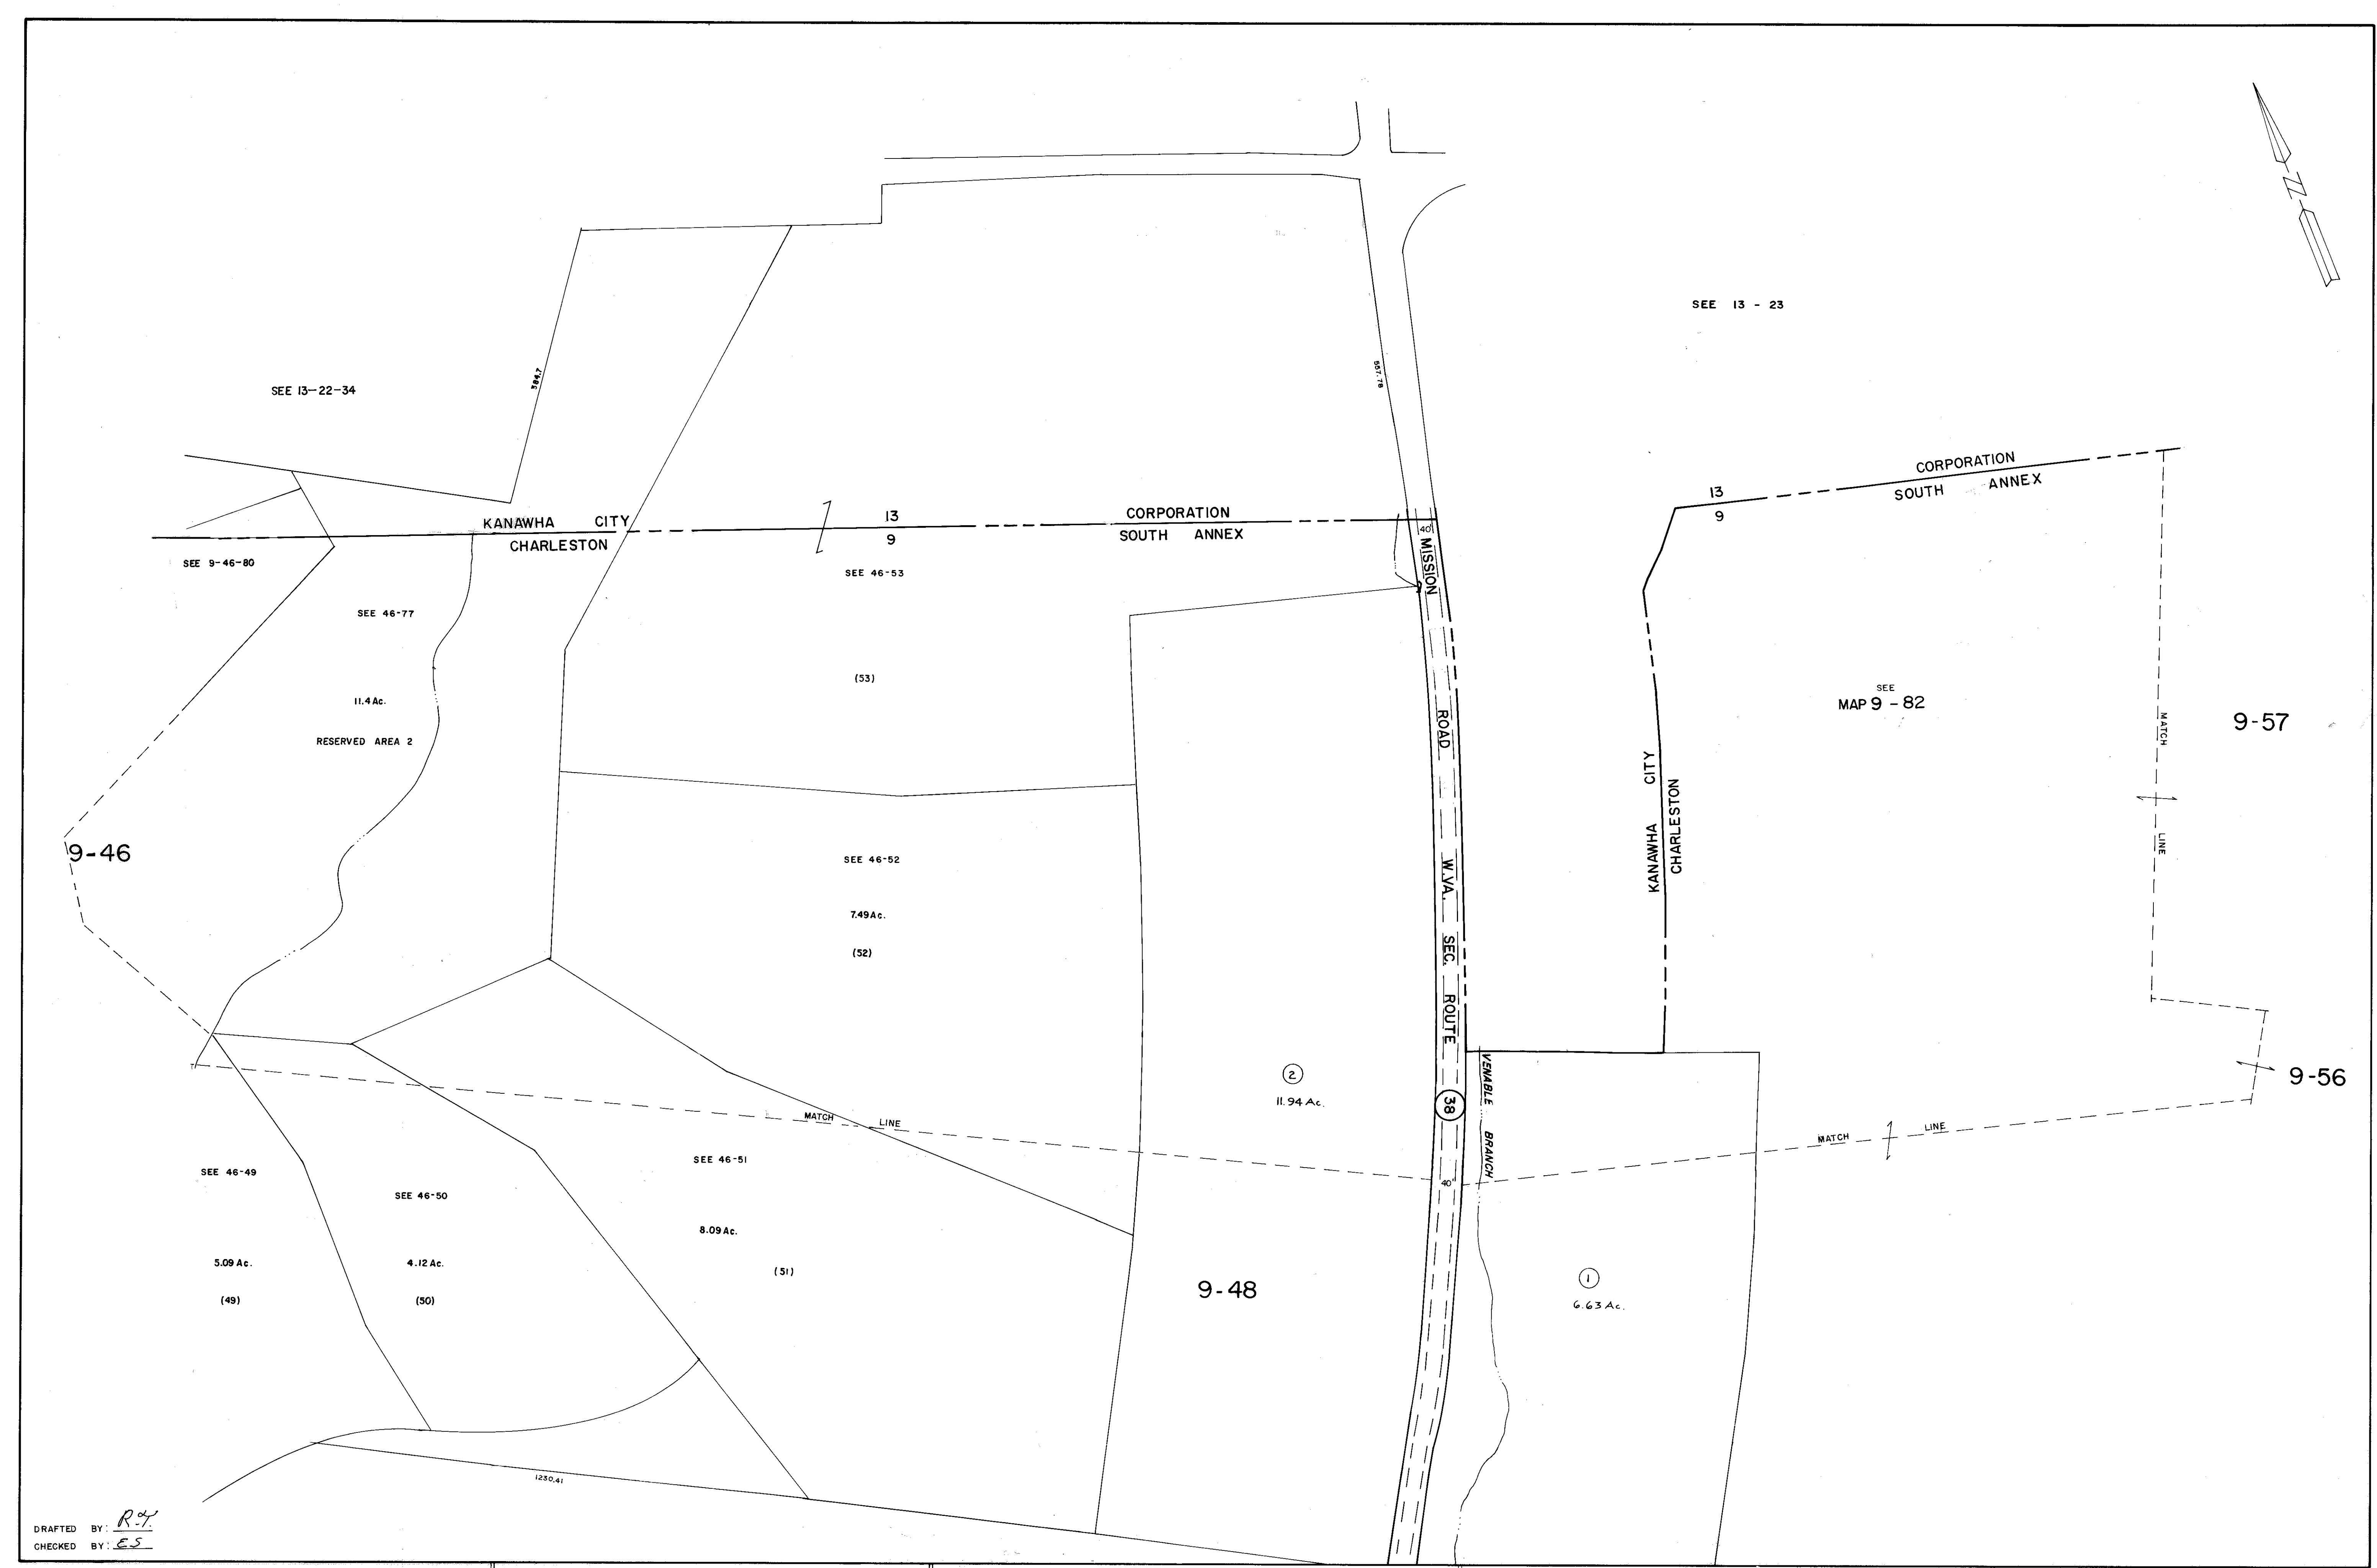 SEE 13 - 23
384.7
557.78
SEE 13-22-34
CORPORATION
SOUTH ANNEX
13
9
KANAWHA CITY
CHARLESTON
13
9
CORPORATION
SOUTH ANNEX
40'
MISSION ROAD W.VA. SEC. ROUTE
38
40'
SEE 9-46-80
SEE 46-53
SEE 46-77
(53)
11.4 Ac.
RESERVED AREA 2
SEE
MAP 9 - 82
MATCH LINE
9-57
KANAWHA CITY
CHARLESTON
9-46
SEE 46-52
7.49 Ac.
(52)
2
11.94 Ac.
VENABLE BRANCH
9-56
MATCH LINE
MATCH LINE
SEE 46-49
SEE 46-50
SEE 46-51
8.09 Ac.
5.09 Ac.
4.12 Ac.
(51)
(49)
(50)
9-48
1
6.63 Ac.
1230.41
DRAFTED BY: R.Y.
CHECKED BY: ES
N